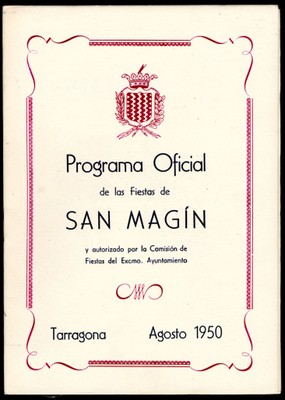 Programa Oficial
de las Fiestas de
SAN MAGÍN
y autorizado por la Comisión de
Fiestas del Excmo. Ayuntamiento
Tarragona Agosto 1950